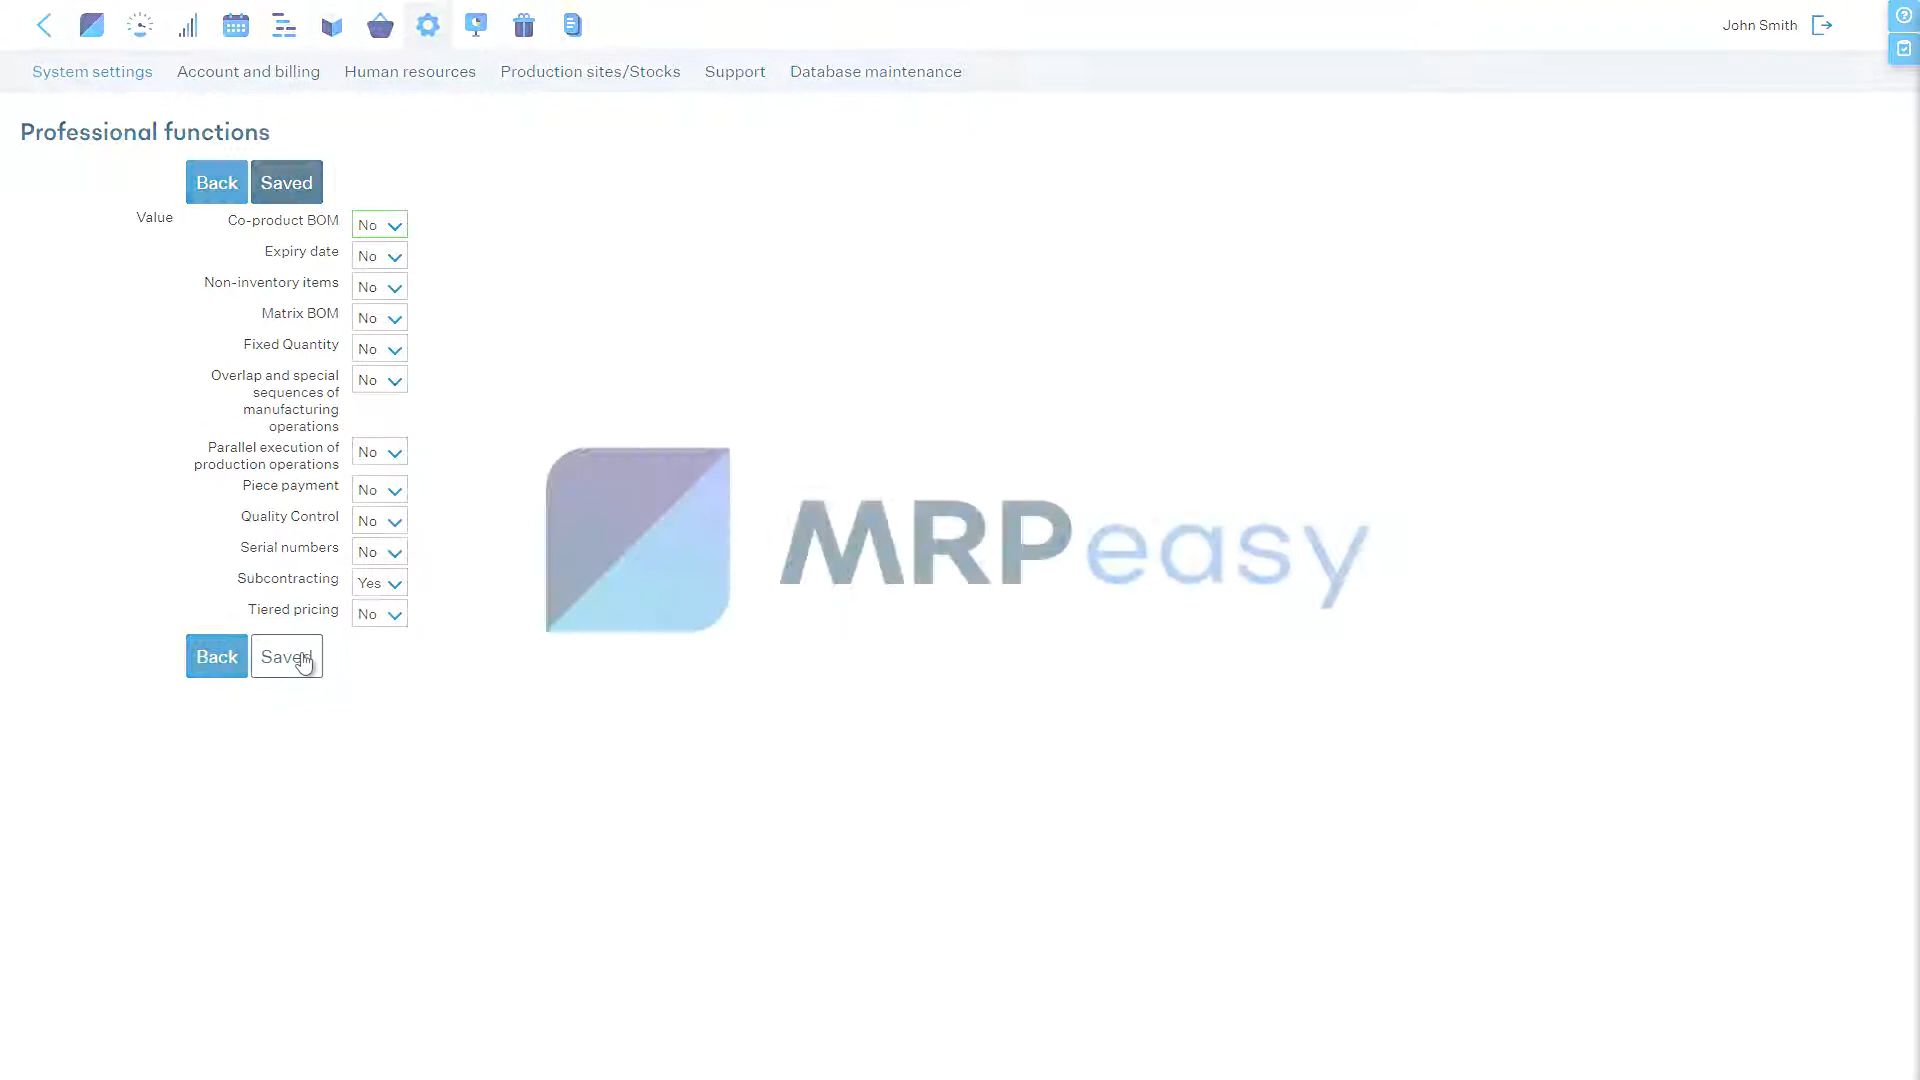 John Smith
System settings Account and billing Human resources Production sites/Stocks Support Database maintenance
Professional functions
Back Saved
Value Co-product BOM No
Expiry date No
Non-inventory items No
Matrix BOM No
Fixed Quantity No
Overlap and special No
sequences of
manufacturing
operations
Parallel execution of No
production operations
Piece payment No
Quality Control No
Serial numbers No
Subcontracting Yes
Tiered pricing No
Back Saved
MRPeasy